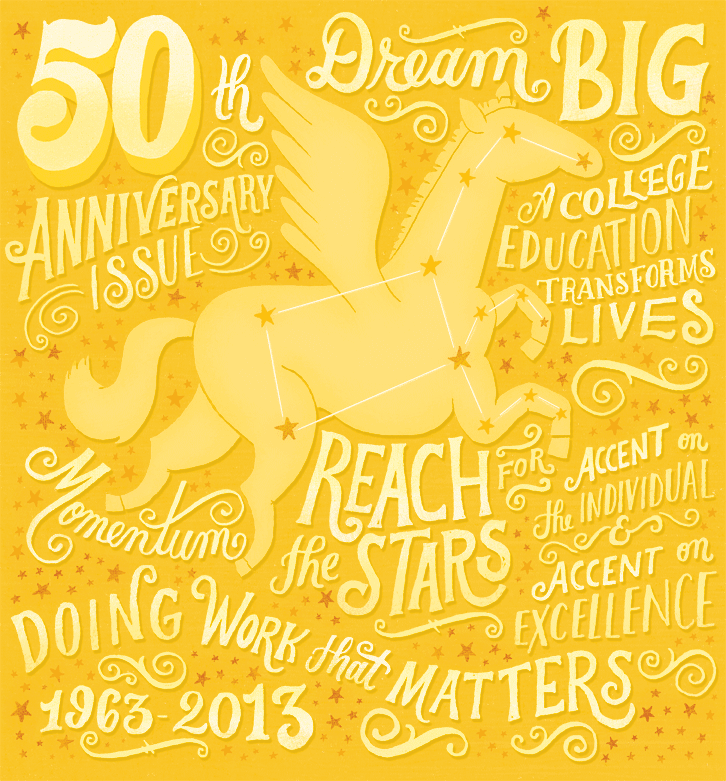 50th
ANNIVERSARY
ISSUE
Dream BIG
A COLLEGE
EDUCATION
TRANSFORMS
LIVES
Momentum
REACH FOR
the STARS
ACCENT on
the INDIVIDUAL
&
ACCENT on
EXCELLENCE
DOING WORK that MATTERS
1963-2013